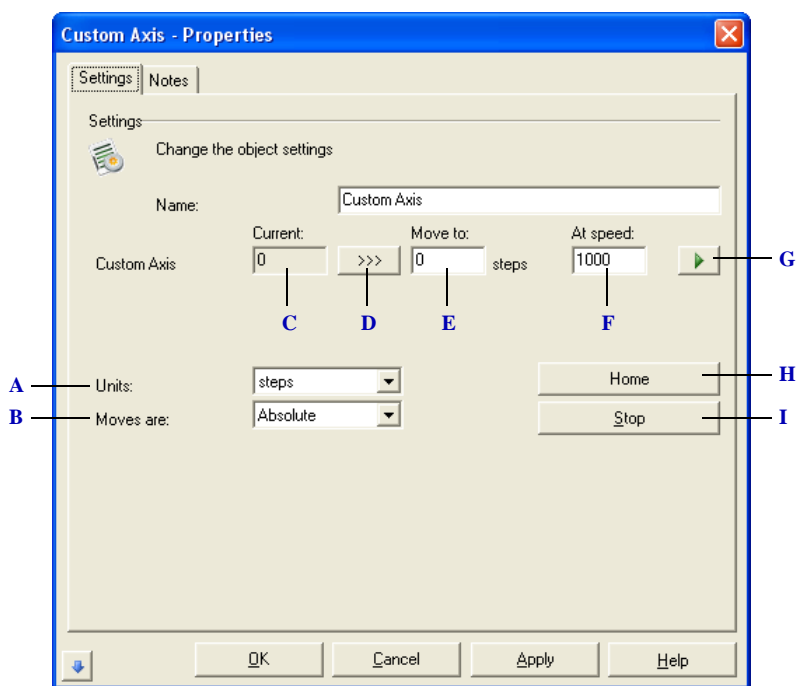 Custom Axis - Properties
Settings Notes
Settings
Change the object settings
Name: Custom Axis
Current: Move to: At speed:
Custom Axis 0 >>> 0 steps 1000 G
C D E F
A Units: steps Home H
B Moves are: Absolute Stop I
OK Cancel Apply Help